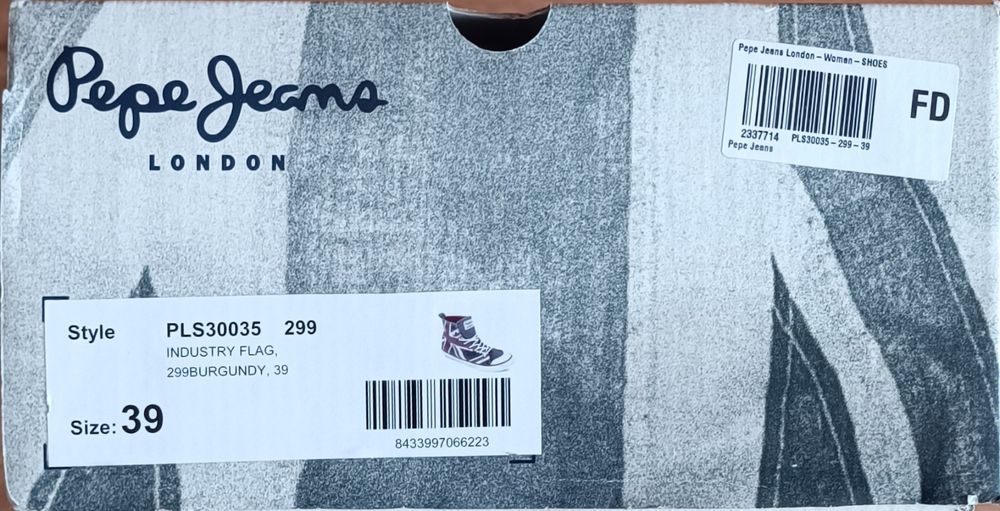 Pepe Jeans
LONDON
Pepe Jeans London – Women – SHOES
FD
2337714 PLS30035 – 299 – 39
Pepe Jeans
Style PLS30035 299
INDUSTRY FLAG,
299BURGUNDY, 39
Size: 39
8433997066223